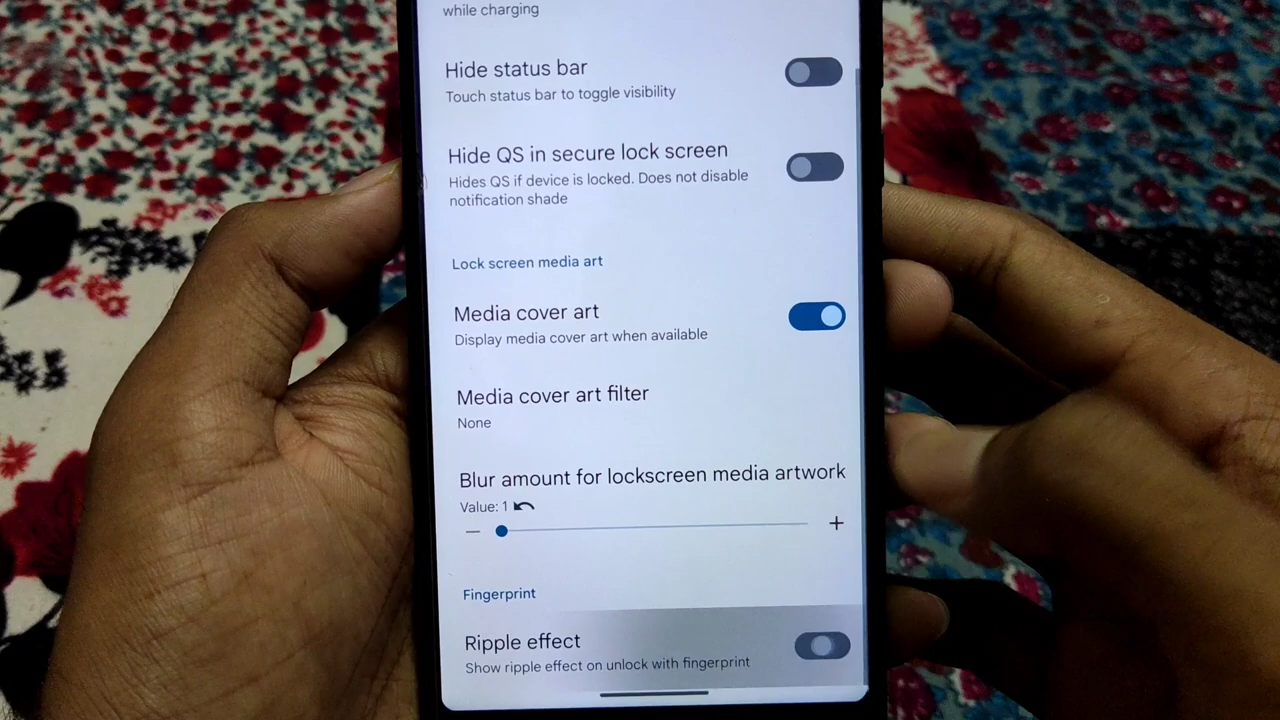 while charging
Hide status bar
Touch status bar to toggle visibility
Hide QS in secure lock screen
Hides QS if device is locked. Does not disable
notification shade
Lock screen media art
Media cover art
Display media cover art when available
Media cover art filter
None
Blur amount for lockscreen media artwork
Value: 1
Fingerprint
Ripple effect
Show ripple effect on unlock with fingerprint